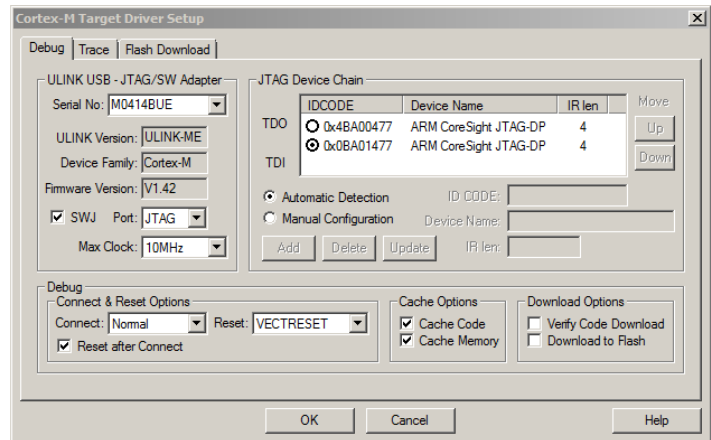 Cortex-M Target Driver Setup
Debug Trace Flash Download
ULINK USB - JTAG/SW Adapter
Serial No: M0414BUE
ULINK Version: ULINK-ME
Device Family: Cortex-M
Firmware Version: V1.42
SWJ Port: JTAG
Max Clock: 10MHz
JTAG Device Chain
IDCODE Device Name IR len Move
TDO 0x4BA00477 ARM CoreSight JTAG-DP 4 Up
TDI 0x0BA01477 ARM CoreSight JTAG-DP 4 Down
Automatic Detection ID CODE:
Manual Configuration Device Name:
Add Delete Update IR len:
Debug
Connect & Reset Options
Connect: Normal Reset: VECTRESET
Reset after Connect
Cache Options
Cache Code
Cache Memory
Download Options
Verify Code Download
Download to Flash
OK Cancel Help